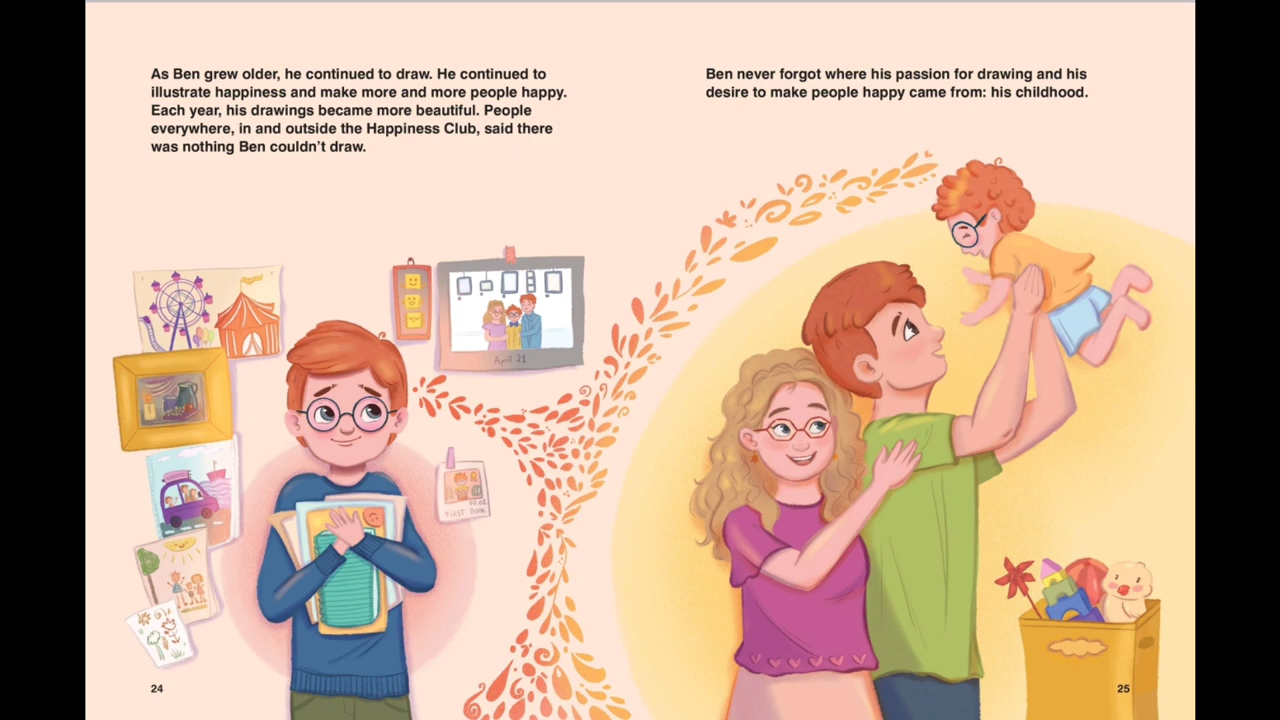 As Ben grew older, he continued to draw. He continued to
illustrate happiness and make more and more people happy.
Each year, his drawings became more beautiful. People
everywhere, in and outside the Happiness Club, said there
was nothing Ben couldn’t draw.
Ben never forgot where his passion for drawing and his
desire to make people happy came from: his childhood.
April 21
03.02
FIRST BOOK
24
25